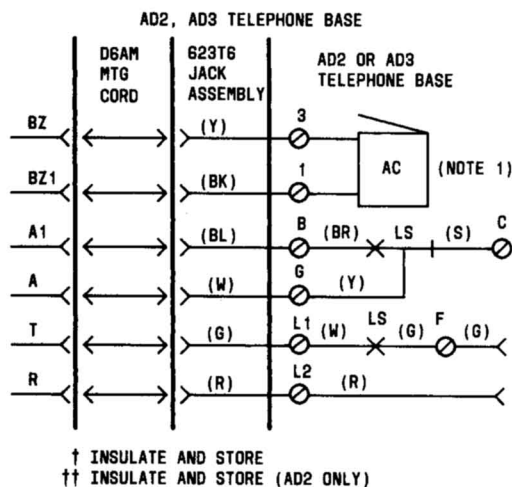 AD2, AD3 TELEPHONE BASE
D6AM
MTG
CORD
623T6
JACK
ASSEMBLY
AD2 OR AD3
TELEPHONE BASE
BZ
(Y)
3
AC
(NOTE 1)
BZ1
(BK)
1
A1
(BL)
B
(BR)
LS
(S)
C
A
(W)
G
(Y)
T
(G)
L1
(W)
LS
(G)
F
(G)
R
(R)
L2
(R)
† INSULATE AND STORE
†† INSULATE AND STORE (AD2 ONLY)